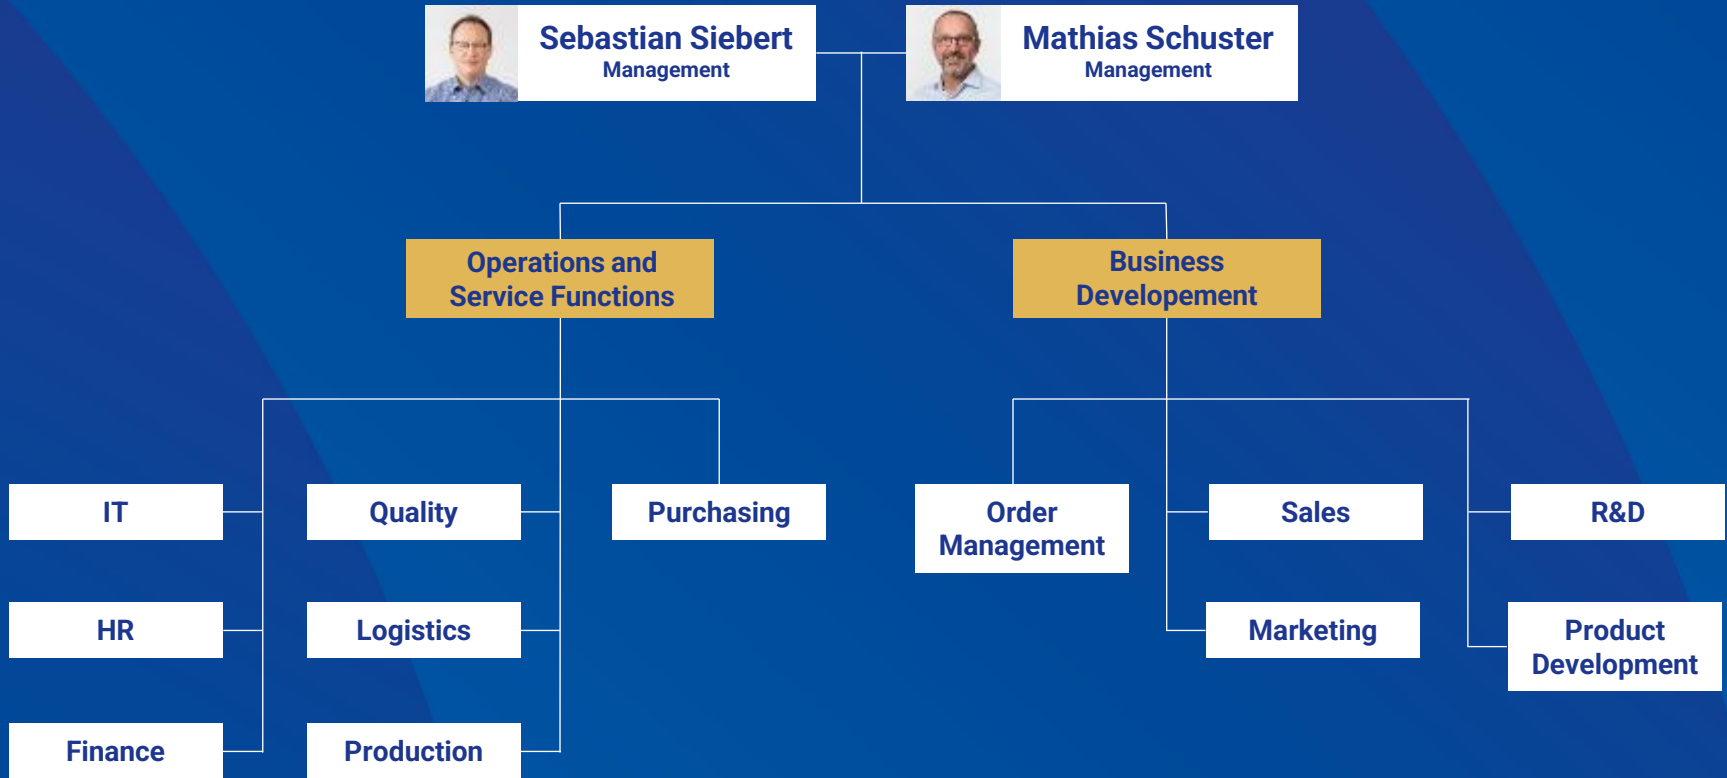 Sebastian Siebert
Management
Mathias Schuster
Management
Operations and
Service Functions
Business
Developement
IT
Quality
Purchasing
Order
Management
Sales
R&D
HR
Logistics
Marketing
Product
Development
Finance
Production